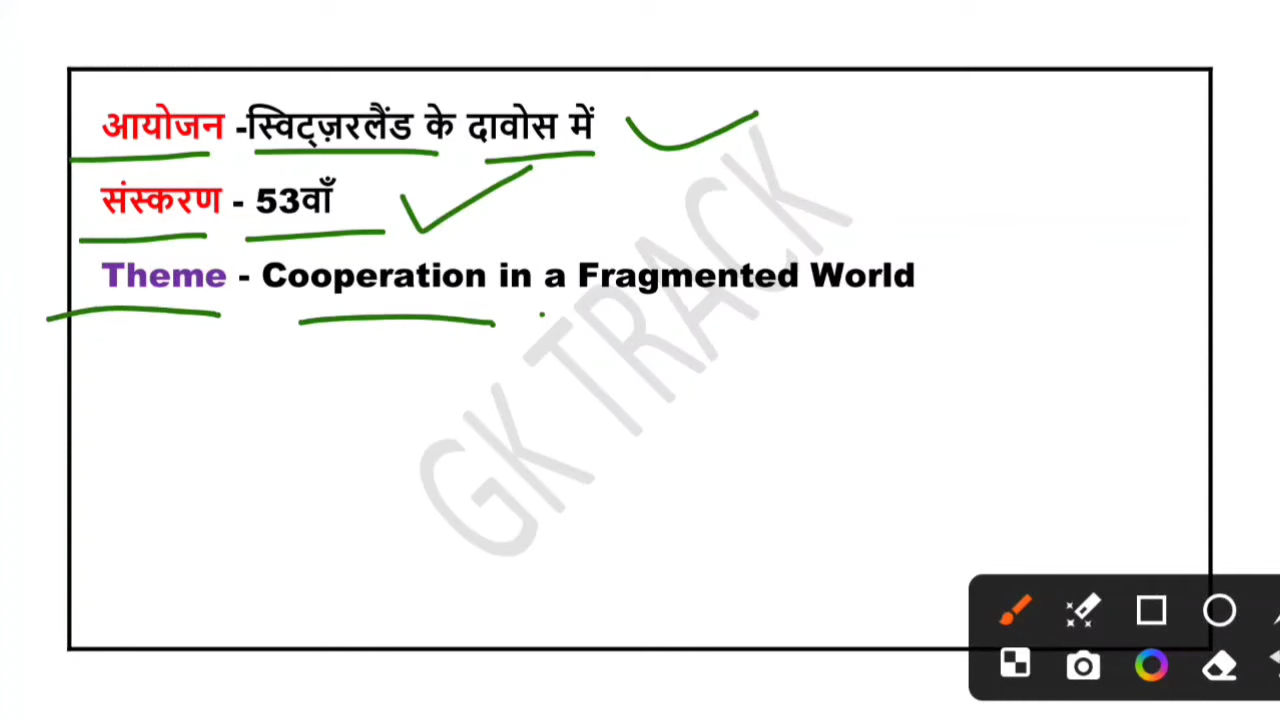 आयोजन -स्विट्ज़रलैंड के दावोस में
संस्करण - 53वाँ
Theme - Cooperation in a Fragmented World
GK TRACK